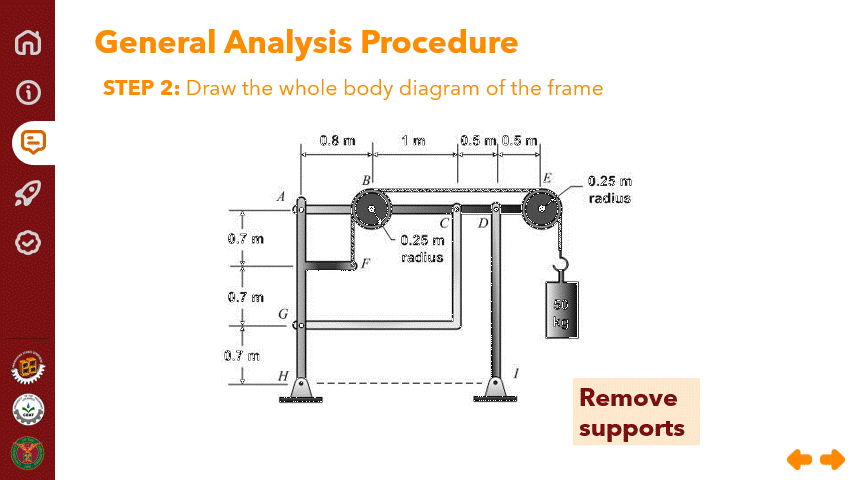 General Analysis Procedure
STEP 2: Draw the whole body diagram of the frame
0.8 m
1 m
0.5 m
0.5 m
B
E
0.25 m
radius
A
C
D
0.7 m
0.25 m
radius
F
0.7 m
50
kg
G
0.7 m
H
I
Remove
supports